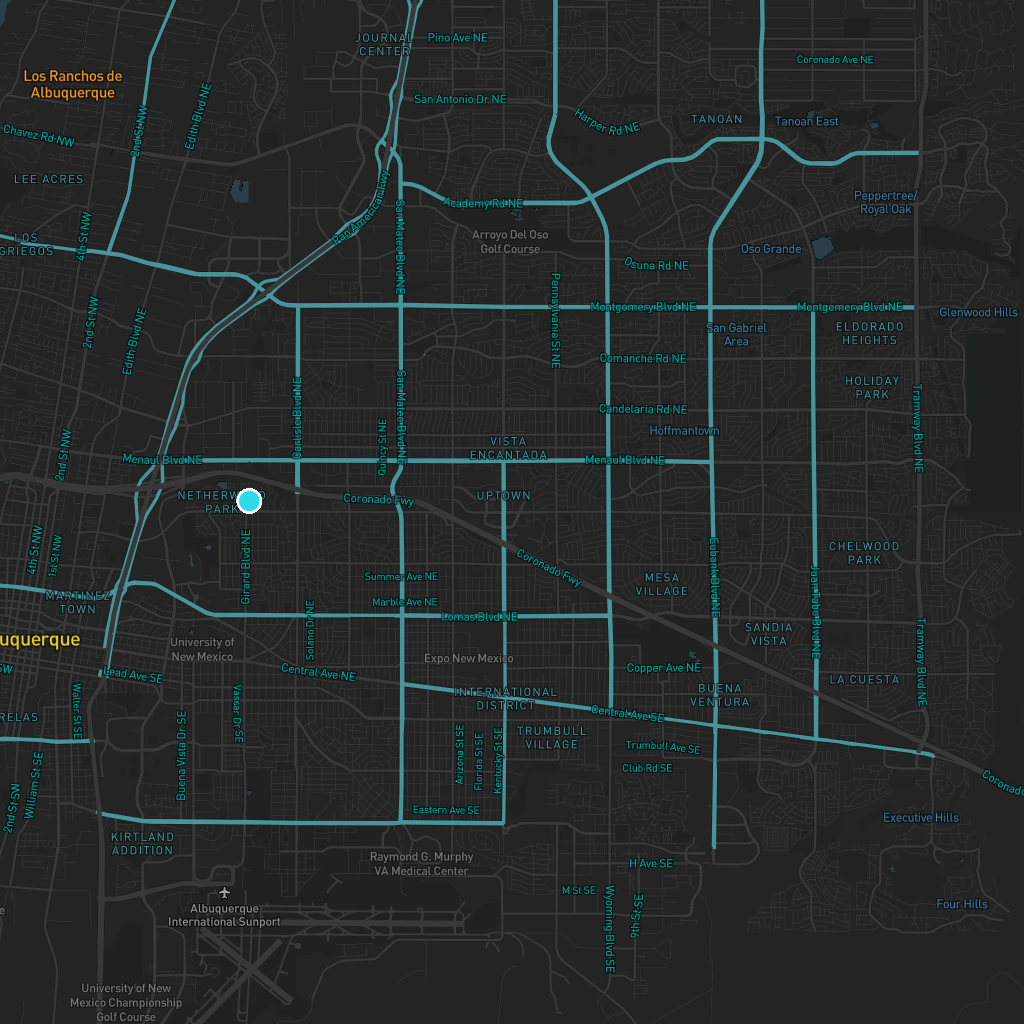 JOURNAL
CENTER
Pino Ave NE
Coronado Ave NE
Los Ranchos de
Albuquerque
San Antonio Dr NE
Edith Blvd NE
2nd St NW
Harper Rd NE
TANOAN
Tanoan East
Chavez Rd NW
LEE ACRES
Pan American Fwy
Academy Rd NE
Peppertree/
Royal Oak
4th St NW
San Mateo Blvd NE
LOS
GRIEGOS
Arroyo Del Oso
Golf Course
Oso Grande
Osuna Rd NE
Montgomery Blvd NE
Montgomery Blvd NE
Glenwood Hills
2nd St NW
Edith Blvd NE
Pennsylvania St NE
San Gabriel
Area
ELDORADO
HEIGHTS
Comanche Rd NE
HOLIDAY
PARK
Carlisle Blvd NE
San Mateo Blvd NE
Candelaria Rd NE
Tramway Blvd NE
Quincy St NE
Hoffmantown
2nd St NW
VISTA
ENCANTADA
Menaul Blvd NE
Menaul Blvd NE
NETHERWOOD
PARK
Coronado Fwy
UPTOWN
4th St NW
1st St NW
Girard Blvd NE
Coronado Fwy
Eubank Blvd NE
CHELWOOD
PARK
Summer Ave NE
MESA
VILLAGE
Juan Tabo Blvd NE
MARTINEZ
TOWN
Marble Ave NE
Lomas Blvd NE
Solano Dr NE
SANDIA
VISTA
Tramway Blvd NE
uquerque
University of
New Mexico
Expo New Mexico
SW
Lead Ave SE
Central Ave NE
Copper Ave NE
LA CUESTA
INTERNATIONAL
DISTRICT
BUENA
VENTURA
Walter St SE
Vassar Dr SE
RELAS
Central Ave SE
Buena Vista Dr SE
TRUMBULL
VILLAGE
Trumbull Ave SE
Arizona St SE
Florida St SE
Kentucky St SE
Club Rd SE
William St SE
2nd St SW
Coronado
Eastern Ave SE
Executive Hills
KIRTLAND
ADDITION
Raymond G. Murphy
VA Medical Center
H Ave SE
M St SE
Wyoming Blvd SE
9th St SE
Albuquerque
International Sunport
Four Hills
e
University of New
Mexico Championship
Golf Course